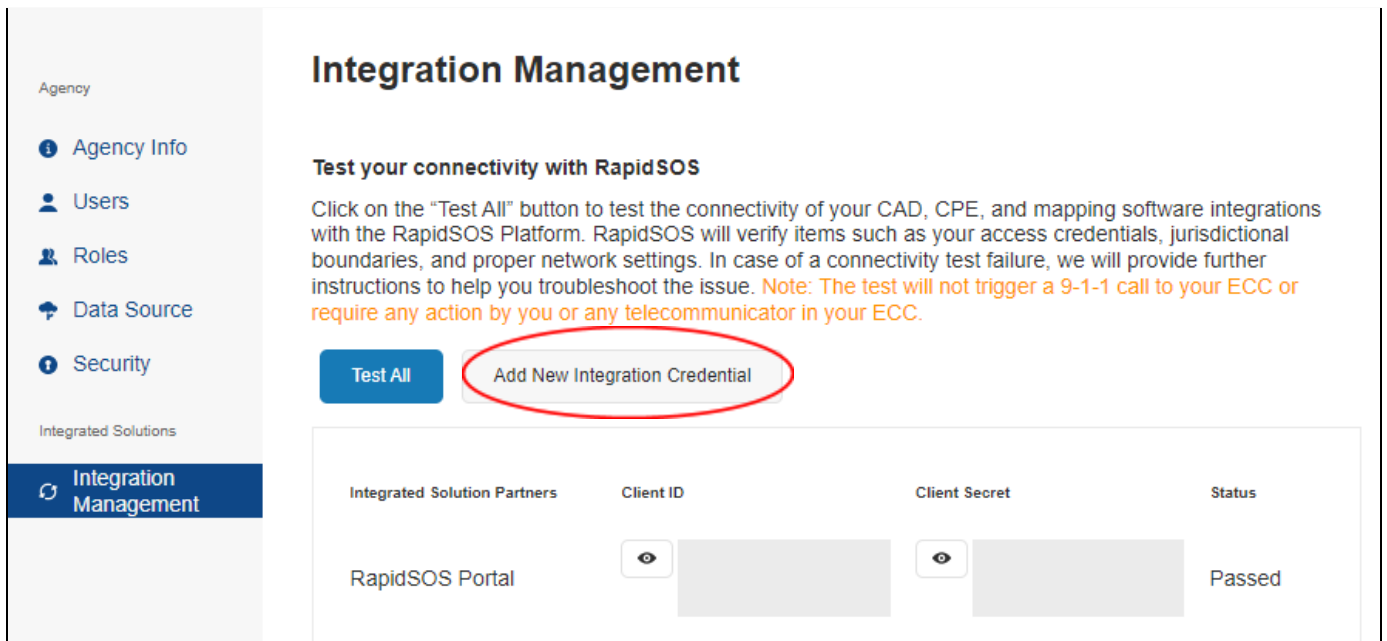 Agency
Agency Info
Users
Roles
Data Source
Security
Integrated Solutions
Integration
Management
Integration Management
Test your connectivity with RapidSOS
Click on the “Test All” button to test the connectivity of your CAD, CPE, and mapping software integrations
with the RapidSOS Platform. RapidSOS will verify items such as your access credentials, jurisdictional
boundaries, and proper network settings. In case of a connectivity test failure, we will provide further
instructions to help you troubleshoot the issue. Note: The test will not trigger a 9-1-1 call to your ECC or
require any action by you or any telecommunicator in your ECC.
Test All Add New Integration Credential
Integrated Solution Partners Client ID Client Secret Status
RapidSOS Portal Passed